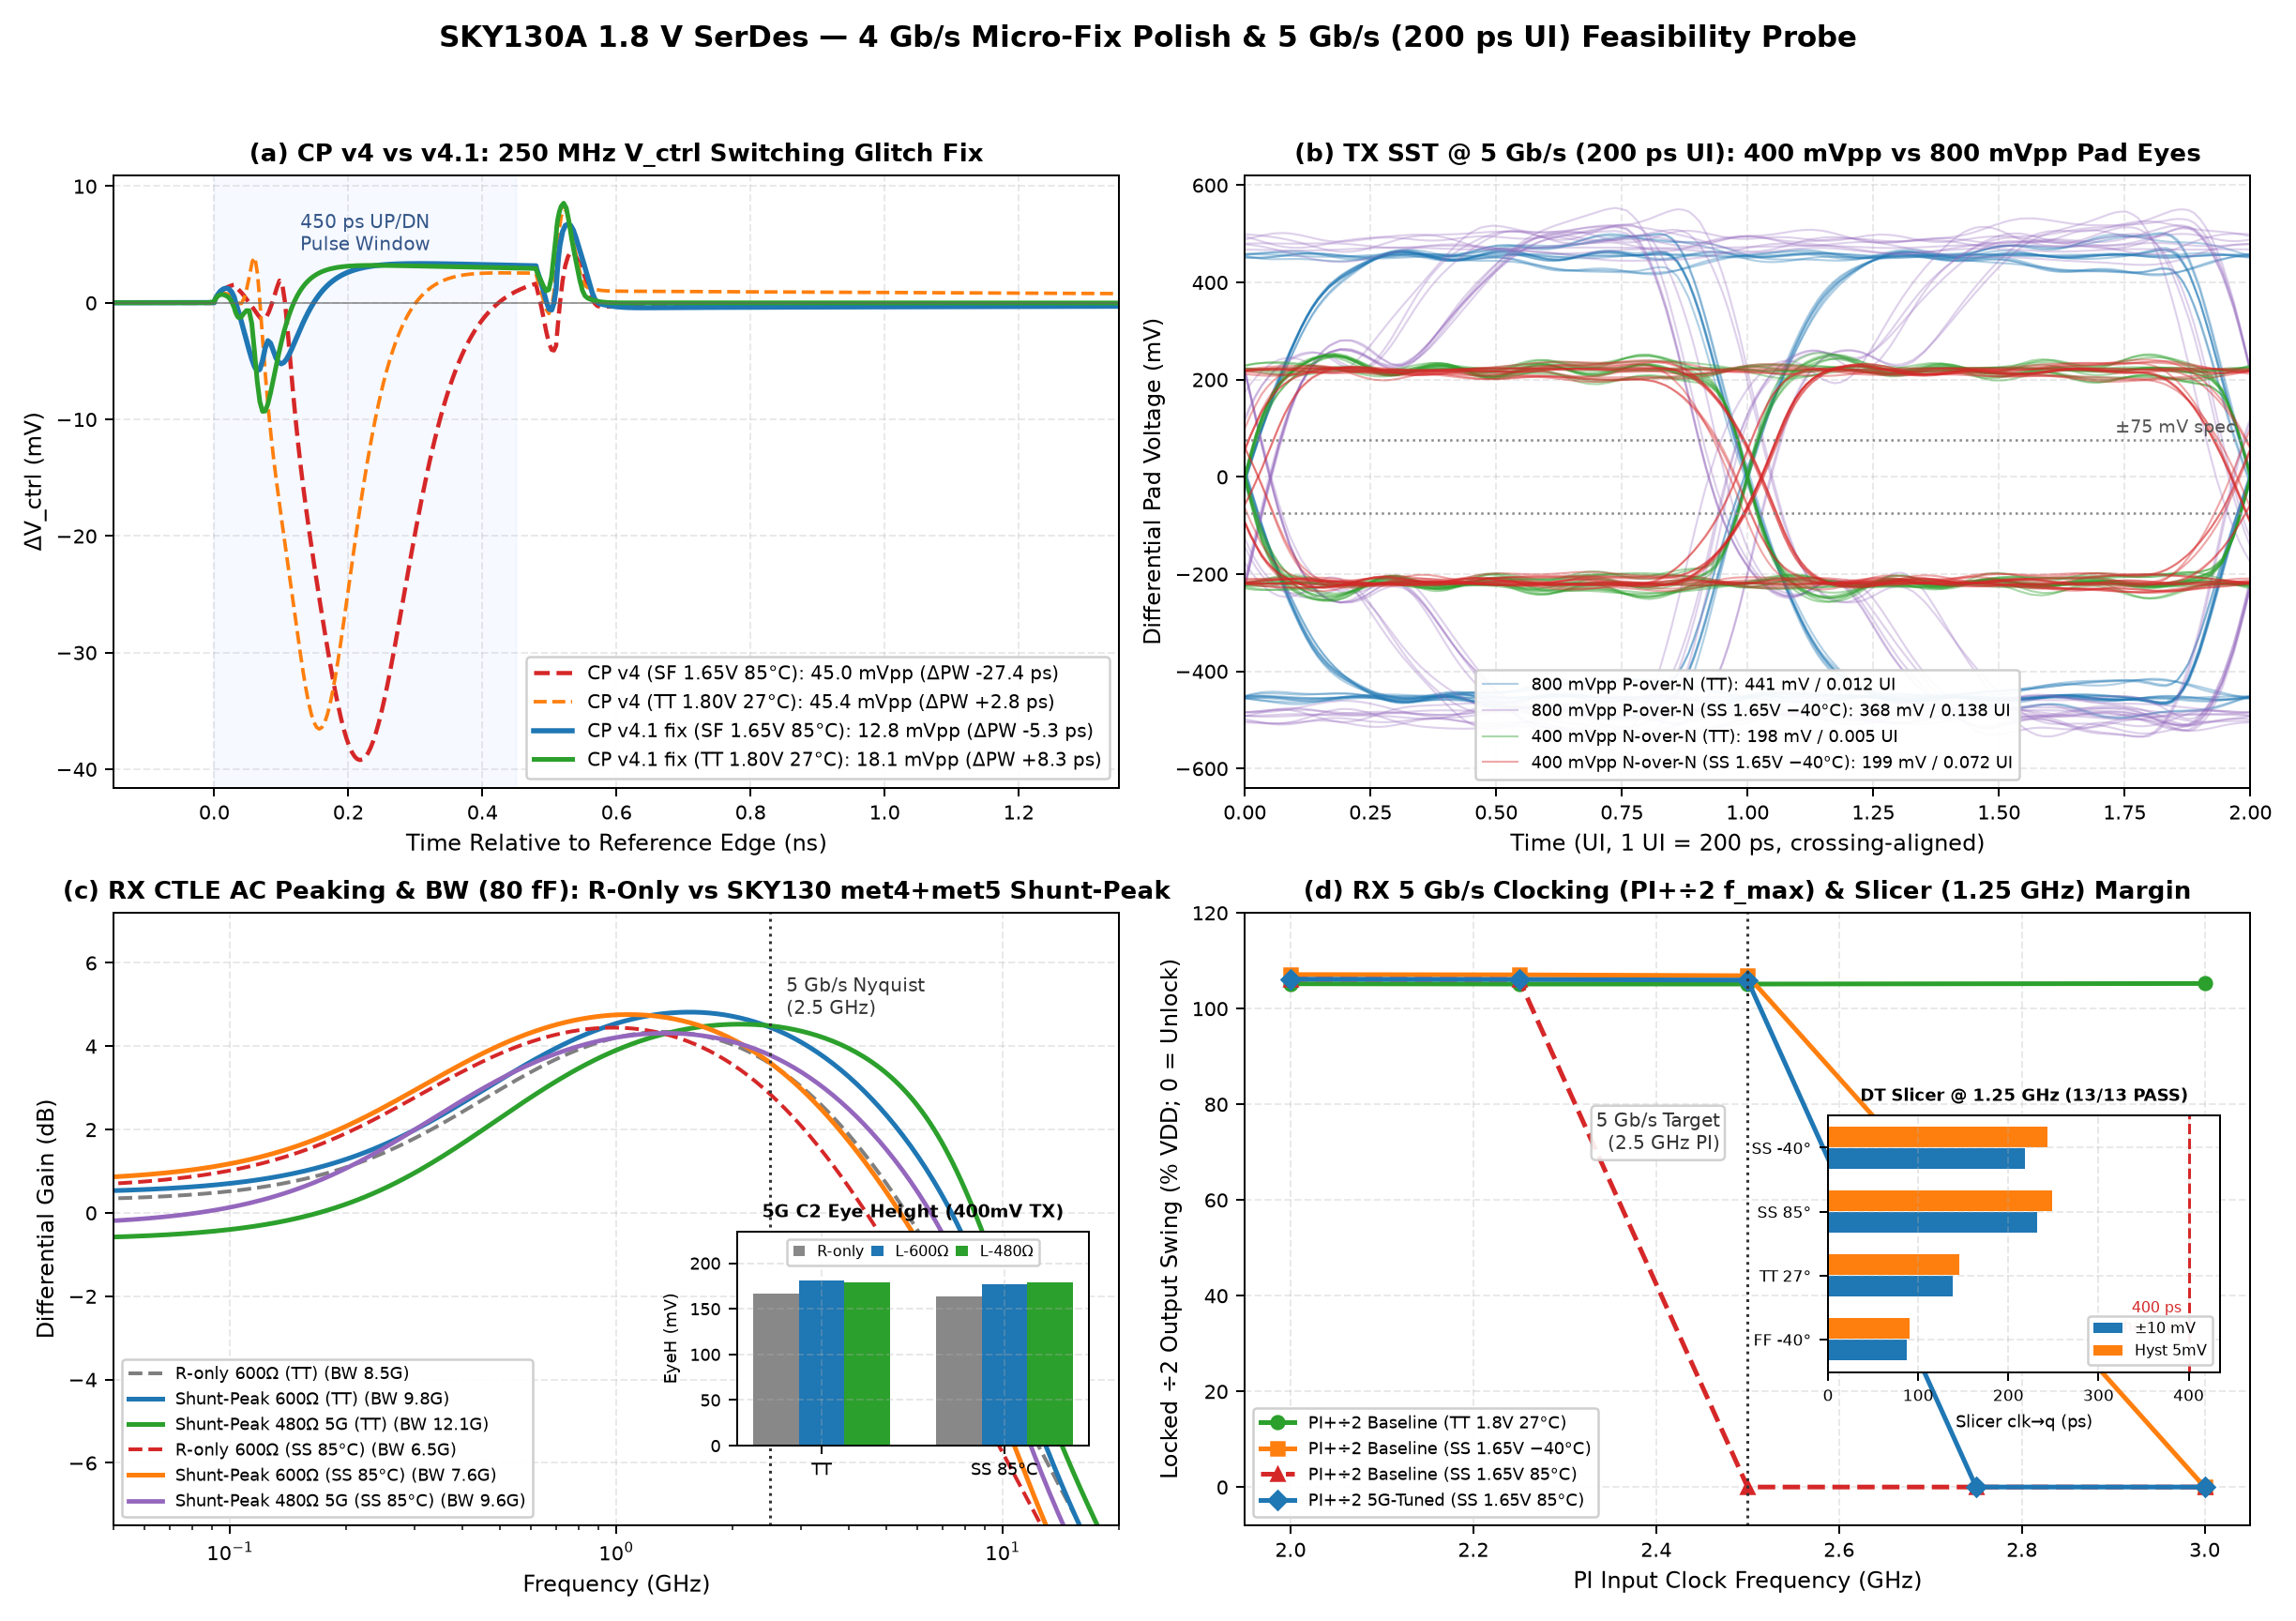 SKY130A 1.8 V SerDes — 4 Gb/s Micro-Fix Polish & 5 Gb/s (200 ps UI) Feasibility Probe
(a) CP v4 vs v4.1: 250 MHz V_ctrl Switching Glitch Fix
ΔV_ctrl (mV)
10
0
−10
−20
−30
−40
450 ps UP/DN
Pulse Window
CP v4 (SF 1.65V 85°C): 45.0 mVpp (ΔPW -27.4 ps)
CP v4 (TT 1.80V 27°C): 45.4 mVpp (ΔPW +2.8 ps)
CP v4.1 fix (SF 1.65V 85°C): 12.8 mVpp (ΔPW -5.3 ps)
CP v4.1 fix (TT 1.80V 27°C): 18.1 mVpp (ΔPW +8.3 ps)
0.0 0.2 0.4 0.6 0.8 1.0 1.2
Time Relative to Reference Edge (ns)
(b) TX SST @ 5 Gb/s (200 ps UI): 400 mVpp vs 800 mVpp Pad Eyes
Differential Pad Voltage (mV)
600
400
200
0
−200
−400
−600
±75 mV spec
800 mVpp P-over-N (TT): 441 mV / 0.012 UI
800 mVpp P-over-N (SS 1.65V −40°C): 368 mV / 0.138 UI
400 mVpp N-over-N (TT): 198 mV / 0.005 UI
400 mVpp N-over-N (SS 1.65V −40°C): 199 mV / 0.072 UI
0.00 0.25 0.50 0.75 1.00 1.25 1.50 1.75 2.00
Time (UI, 1 UI = 200 ps, crossing-aligned)
(c) RX CTLE AC Peaking & BW (80 fF): R-Only vs SKY130 met4+met5 Shunt-Peak
Differential Gain (dB)
6
4
2
0
−2
−4
−6
5 Gb/s Nyquist
(2.5 GHz)
5G C2 Eye Height (400mV TX)
R-only L-600Ω L-480Ω
EyeH (mV)
200
150
100
50
0
TT SS 85°C
R-only 600Ω (TT) (BW 8.5G)
Shunt-Peak 600Ω (TT) (BW 9.8G)
Shunt-Peak 480Ω 5G (TT) (BW 12.1G)
R-only 600Ω (SS 85°C) (BW 6.5G)
Shunt-Peak 600Ω (SS 85°C) (BW 7.6G)
Shunt-Peak 480Ω 5G (SS 85°C) (BW 9.6G)
10⁻¹ 10⁰ 10¹
Frequency (GHz)
(d) RX 5 Gb/s Clocking (PI+÷2 f_max) & Slicer (1.25 GHz) Margin
Locked ÷2 Output Swing (% VDD; 0 = Unlock)
120
100
80
60
40
20
0
5 Gb/s Target
(2.5 GHz PI)
DT Slicer @ 1.25 GHz (13/13 PASS)
SS -40°
SS 85°
TT 27°
FF -40°
400 ps
±10 mV
Hyst 5mV
0 100 200 300 400
Slicer clk→q (ps)
PI+÷2 Baseline (TT 1.8V 27°C)
PI+÷2 Baseline (SS 1.65V −40°C)
PI+÷2 Baseline (SS 1.65V 85°C)
PI+÷2 5G-Tuned (SS 1.65V 85°C)
2.0 2.2 2.4 2.6 2.8 3.0
PI Input Clock Frequency (GHz)